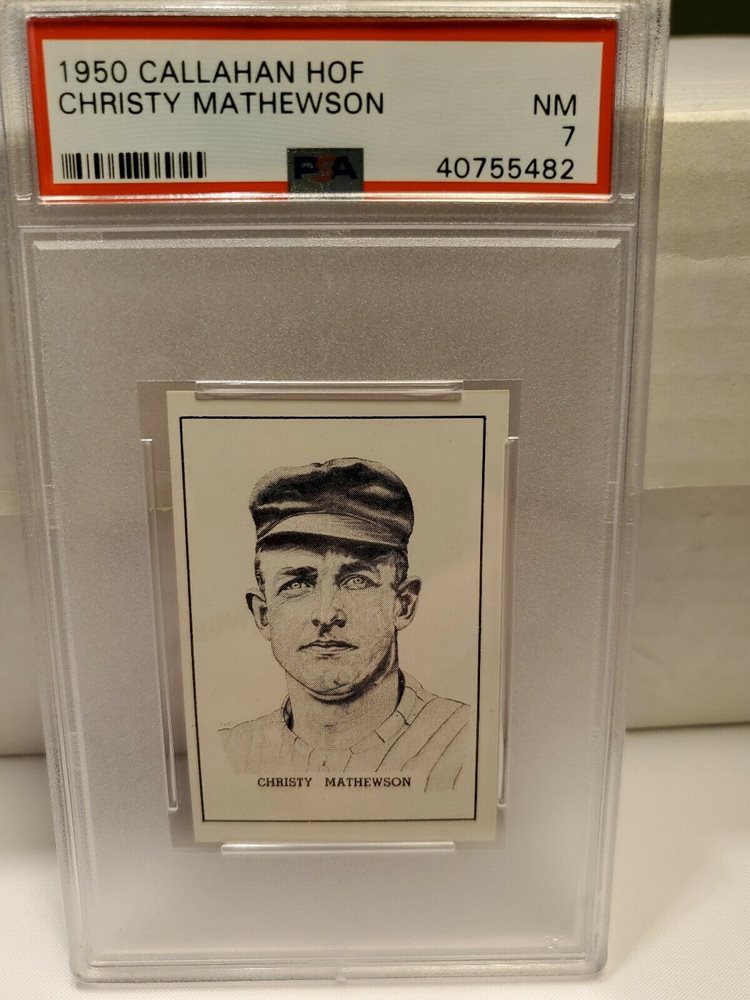 1950 CALLAHAN HOF
CHRISTY MATHEWSON
NM
7
PSA
40755482
CHRISTY MATHEWSON